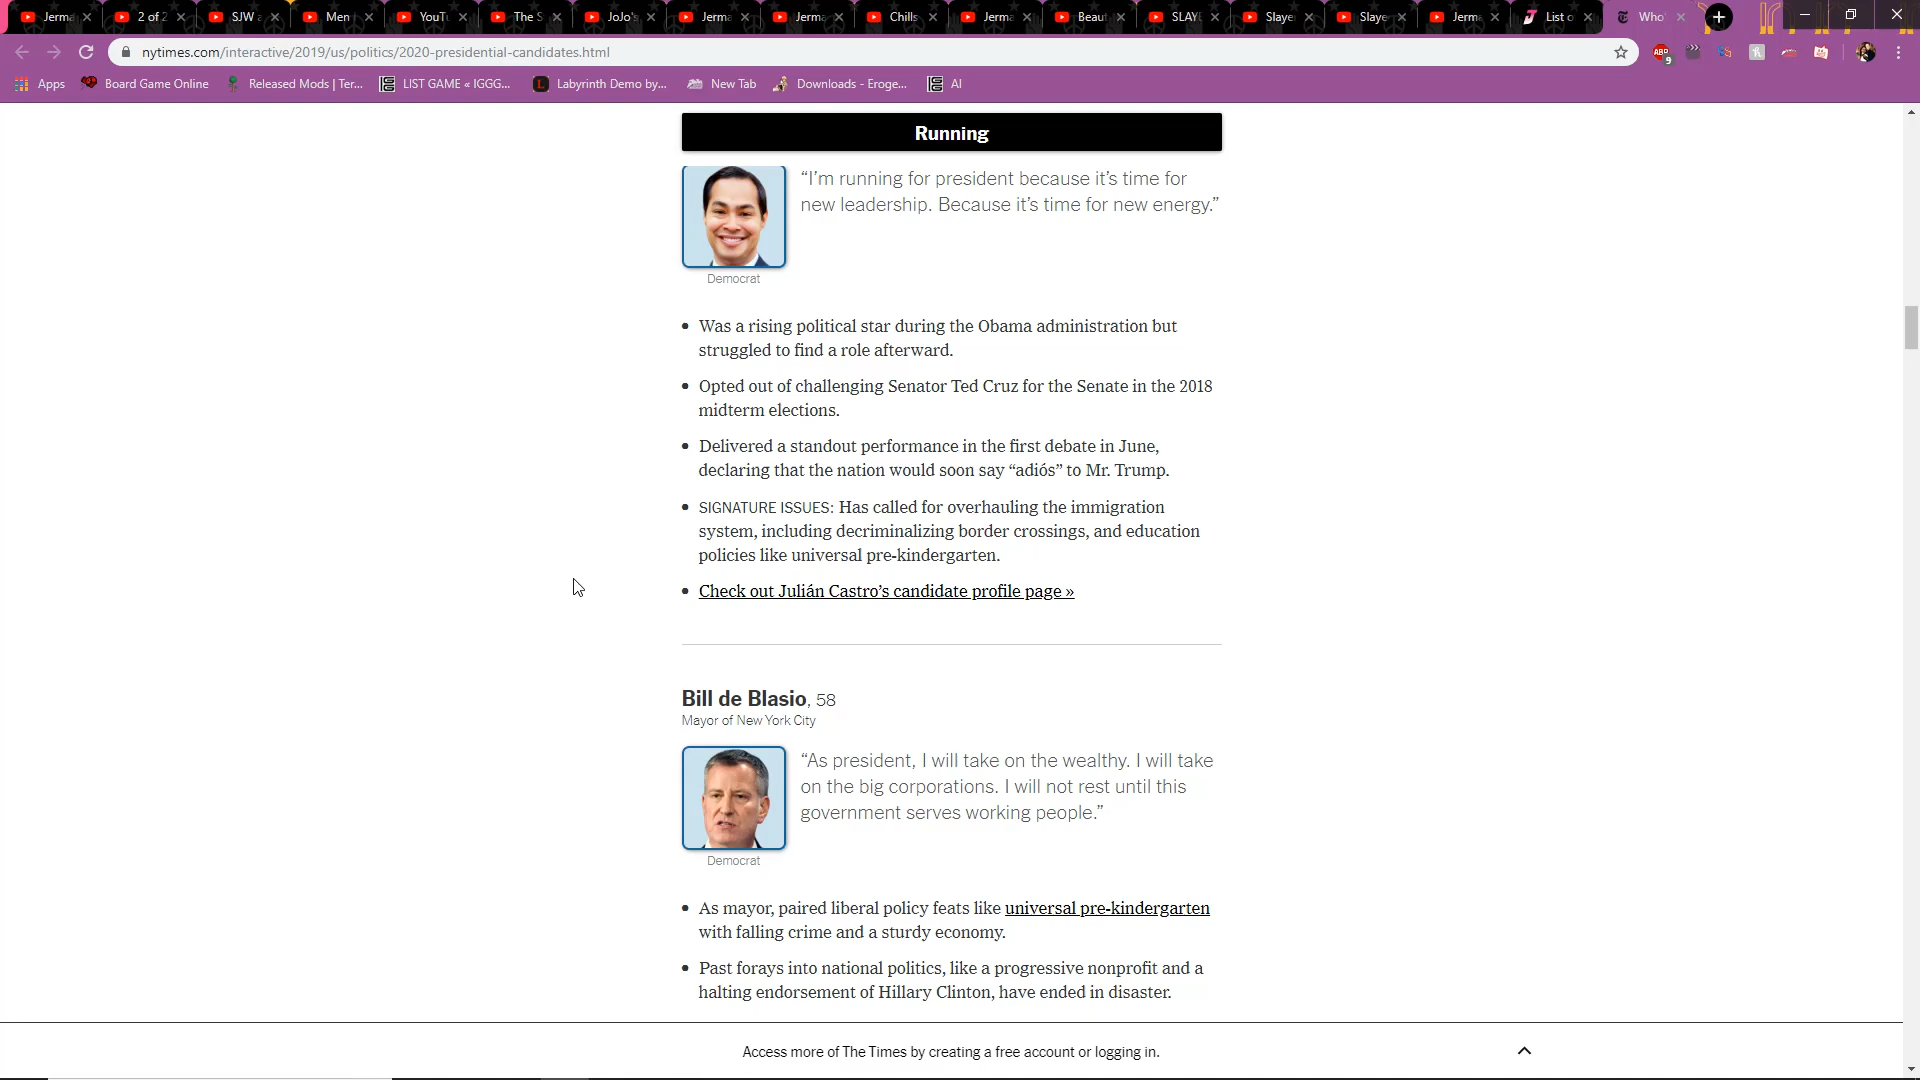 Jerma
2 of 2
SJW a
Men
YouTu
The S
JoJo's
Jerma
Jerma
Chills
Jerma
Beaut
SLAYE
Slaye
Slaye
Jerma
List o
Who'
nytimes.com/interactive/2019/us/politics/2020-presidential-candidates.html
ABP
9
Apps
Board Game Online
Released Mods | Ter...
LIST GAME « IGGG...
Labyrinth Demo by...
New Tab
Downloads - Eroge...
AI
Running
“I’m running for president because it’s time for
new leadership. Because it’s time for new energy.”
Democrat
• Was a rising political star during the Obama administration but
struggled to find a role afterward.
• Opted out of challenging Senator Ted Cruz for the Senate in the 2018
midterm elections.
• Delivered a standout performance in the first debate in June,
declaring that the nation would soon say “adiós” to Mr. Trump.
• SIGNATURE ISSUES: Has called for overhauling the immigration
system, including decriminalizing border crossings, and education
policies like universal pre-kindergarten.
• Check out Julián Castro’s candidate profile page »
Bill de Blasio, 58
Mayor of New York City
“As president, I will take on the wealthy. I will take
on the big corporations. I will not rest until this
government serves working people.”
Democrat
• As mayor, paired liberal policy feats like universal pre-kindergarten
with falling crime and a sturdy economy.
• Past forays into national politics, like a progressive nonprofit and a
halting endorsement of Hillary Clinton, have ended in disaster.
Access more of The Times by creating a free account or logging in.